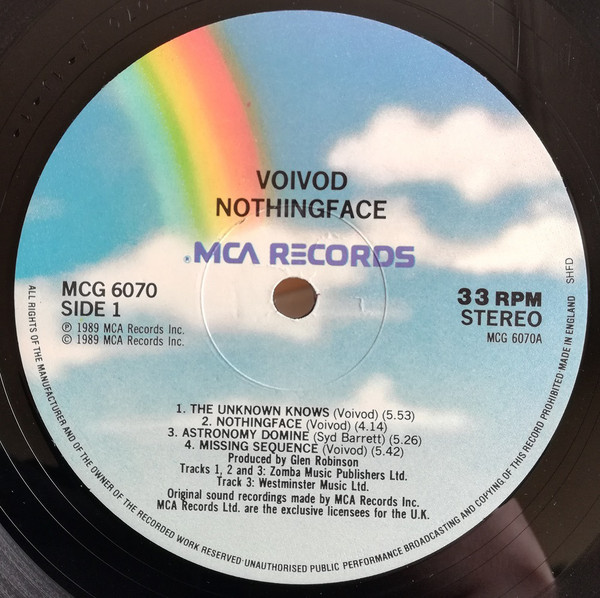 VOIVOD
NOTHINGFACE
® MCA RECORDS
MCG 6070
SIDE 1
℗ 1989 MCA Records Inc.
© 1989 MCA Records Inc.
33 RPM
STEREO
MCG 6070A
SHFD
1. THE UNKNOWN KNOWS (Voivod) (5.53)
2. NOTHINGFACE (Voivod) (4.14)
3. ASTRONOMY DOMINE (Syd Barrett) (5.26)
4. MISSING SEQUENCE (Voivod) (5.42)
Produced by Glen Robinson
Tracks 1, 2 and 3: Zomba Music Publishers Ltd.
Track 3: Westminster Music Ltd.
Original sound recordings made by MCA Records Inc.
MCA Records Ltd. are the exclusive licensees for the U.K.
ALL RIGHTS OF THE MANUFACTURER AND OF THE OWNER OF THE RECORDED WORK RESERVED·UNAUTHORISED PUBLIC PERFORMANCE BROADCASTING AND COPYING OF THIS RECORD PROHIBITED·MADE IN ENGLAND